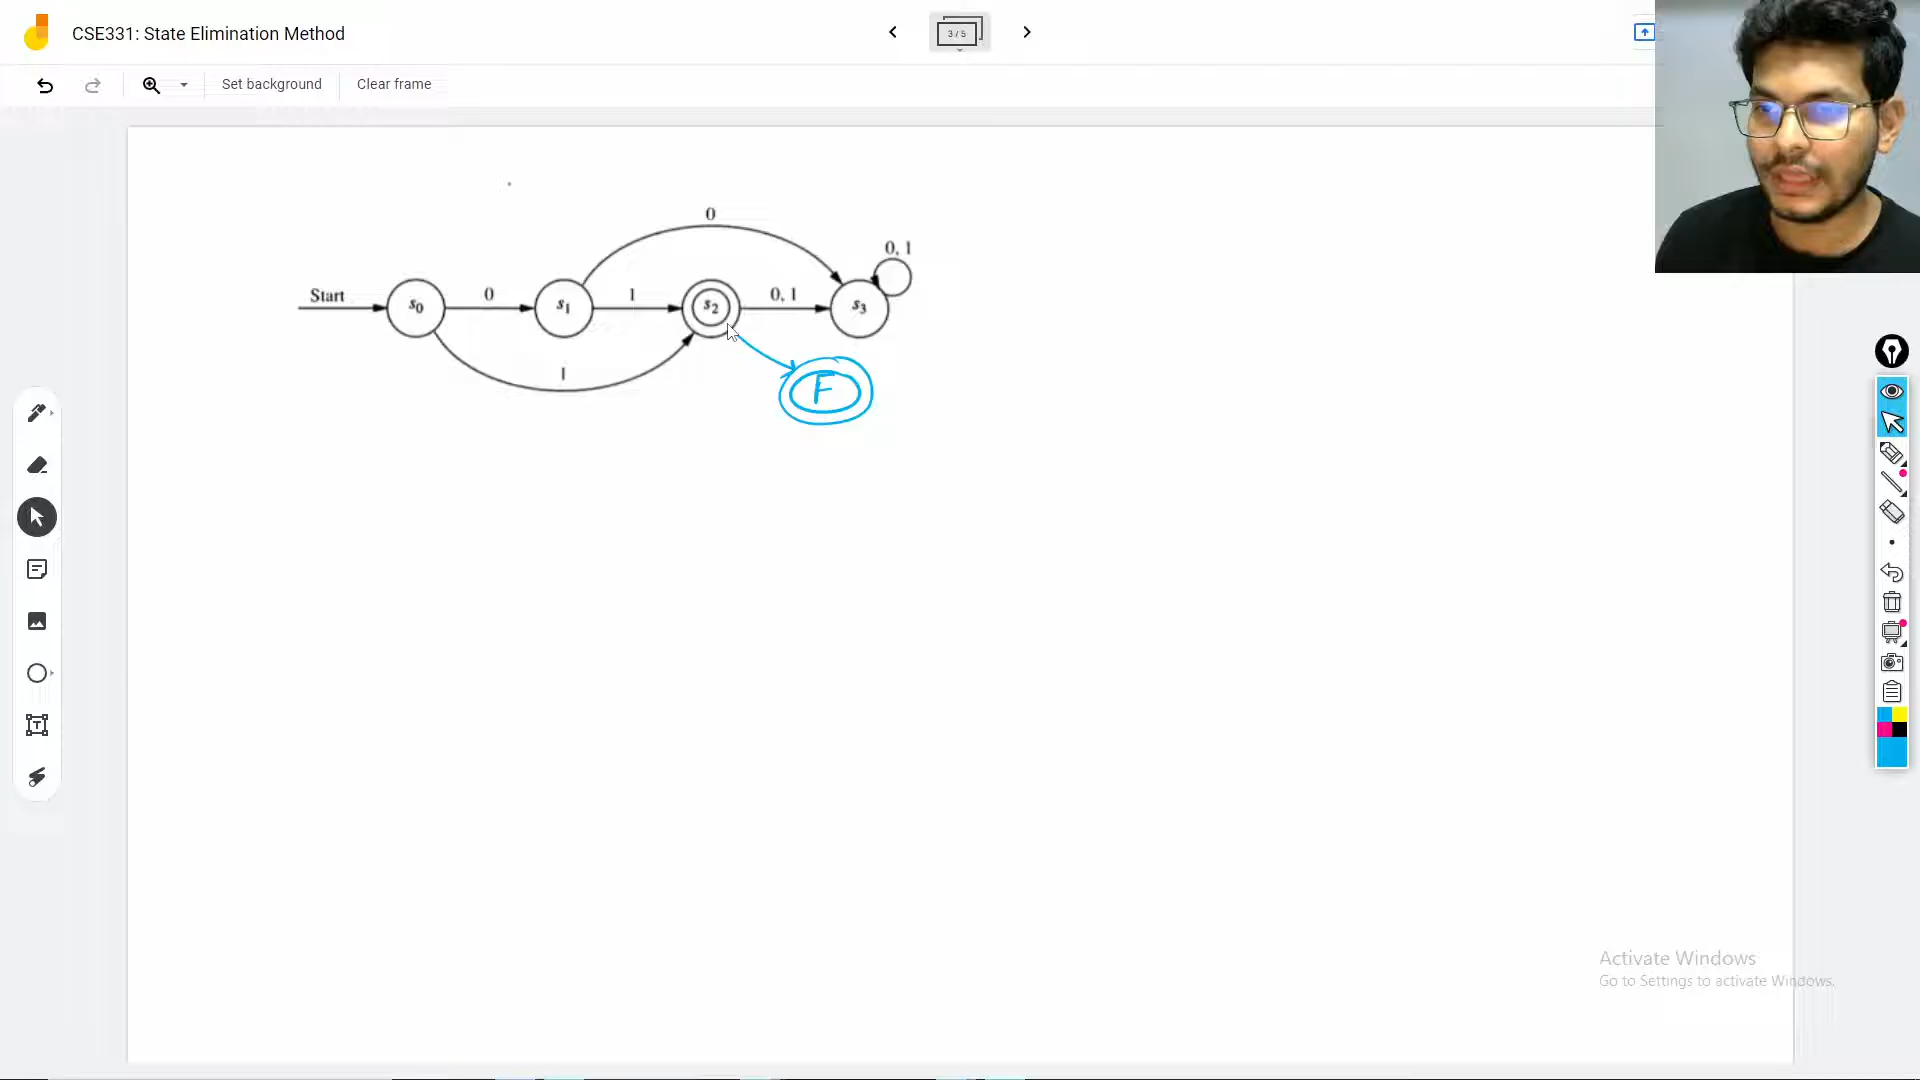 CSE331: State Elimination Method
3 / 5
Set background
Clear frame
0
0, 1
Start
s0
0
s1
1
s2
0, 1
s3
1
F
Activate Windows
Go to Settings to activate Windows.